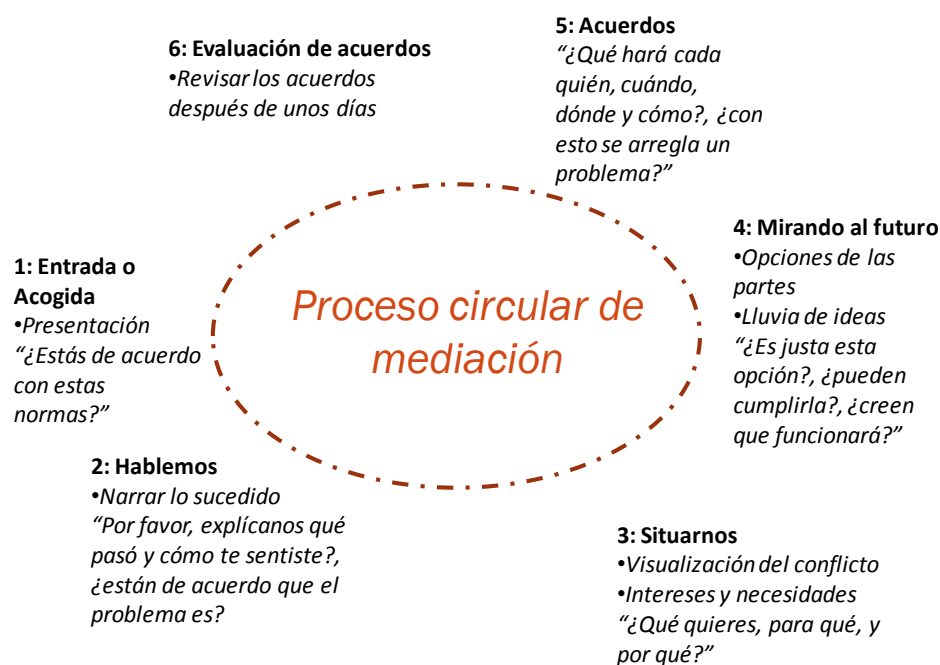 Proceso circular de
mediación
1: Entrada o
Acogida
•Presentación
“¿Estás de acuerdo
con estas
normas?”
2: Hablemos
•Narrar lo sucedido
“Por favor, explícanos qué
pasó y cómo te sentiste?,
¿están de acuerdo que el
problema es?
3: Situarnos
•Visualización del conflicto
•Intereses y necesidades
“¿Qué quieres, para qué, y
por qué?”
4: Mirando al futuro
•Opciones de las
partes
•Lluvia de ideas
“¿Es justa esta
opción?, ¿pueden
cumplirla?, ¿creen
que funcionará?”
5: Acuerdos
“¿Qué hará cada
quién, cuándo,
dónde y cómo?, ¿con
esto se arregla un
problema?”
6: Evaluación de acuerdos
•Revisar los acuerdos
después de unos días